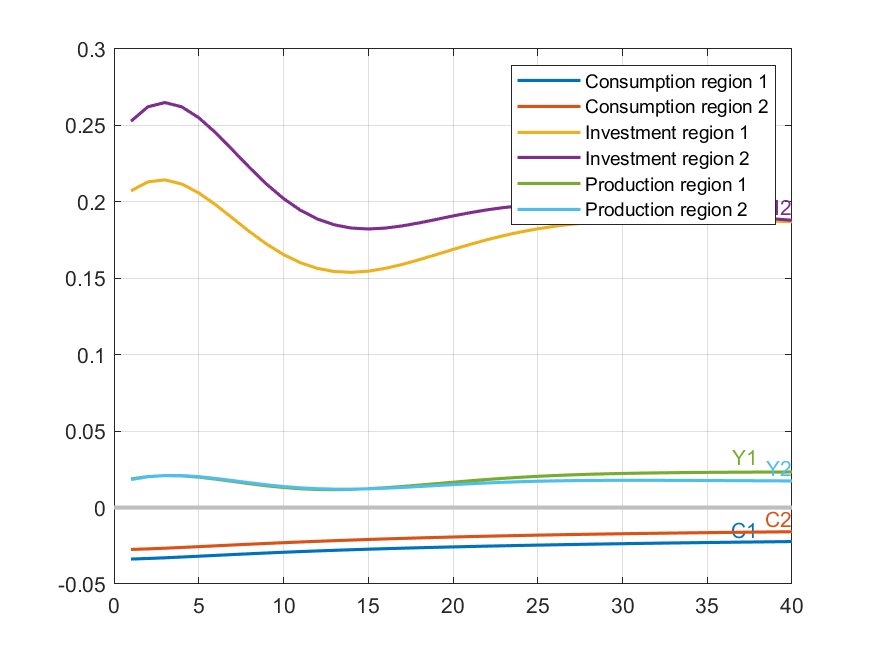 0.3
0.25
0.2
0.15
0.1
0.05
0
-0.05
0
5
10
15
20
25
30
35
40
Consumption region 1
Consumption region 2
Investment region 1
Investment region 2
Production region 1
Production region 2
I2
Y1
Y2
C2
C1